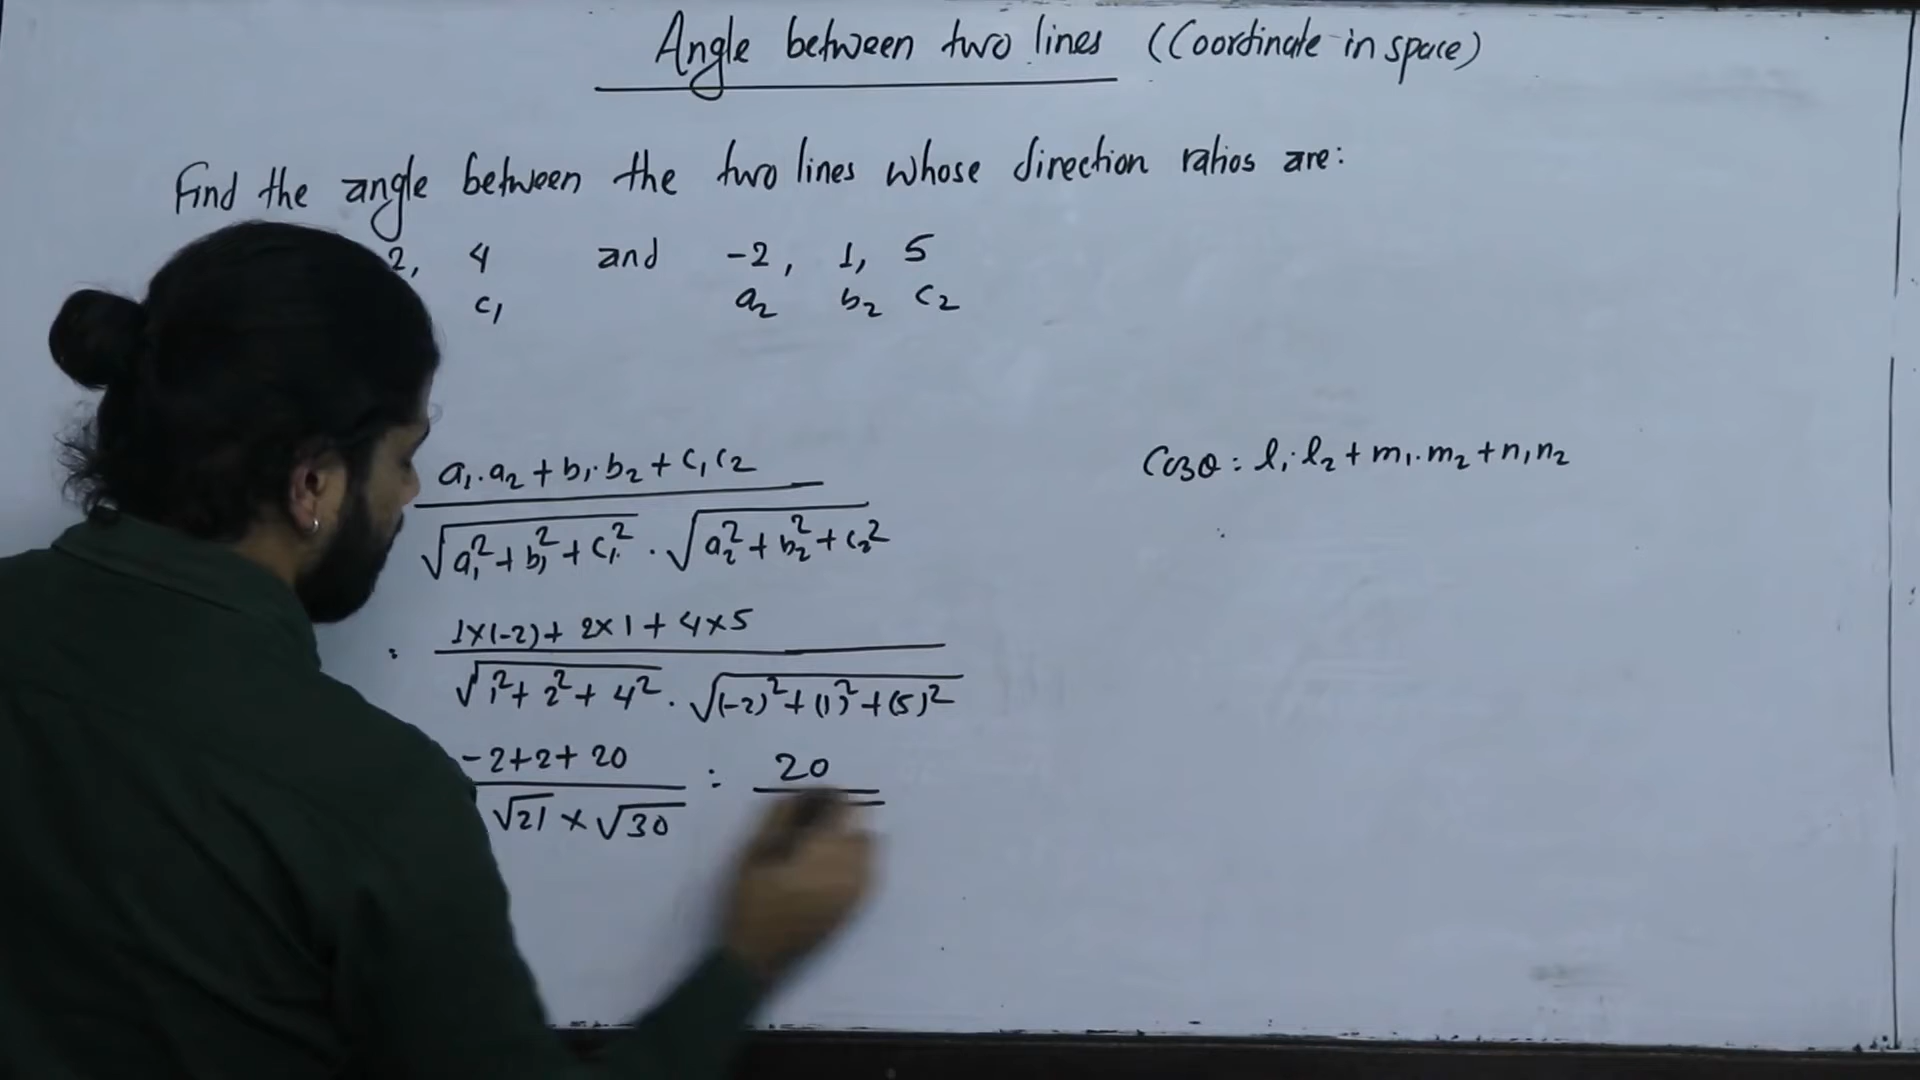 Angle between two lines (Coordinate in space)
Find the angle between the two lines whose direction ratios are:
2, 4 and -2, 1, 5
c₁ a₂ b₂ c₂
a₁.a₂ + b₁.b₂ + c₁c₂
√a₁²+b₁²+c₁² . √a₂²+b₂²+c₂²
Cosθ = l₁.l₂ + m₁.m₂ + n₁n₂
= 1×(-2)+ 2×1 + 4×5
√1²+2²+4² . √(-2)²+(1)²+(5)²
-2+2+20 = 20
√21 × √30